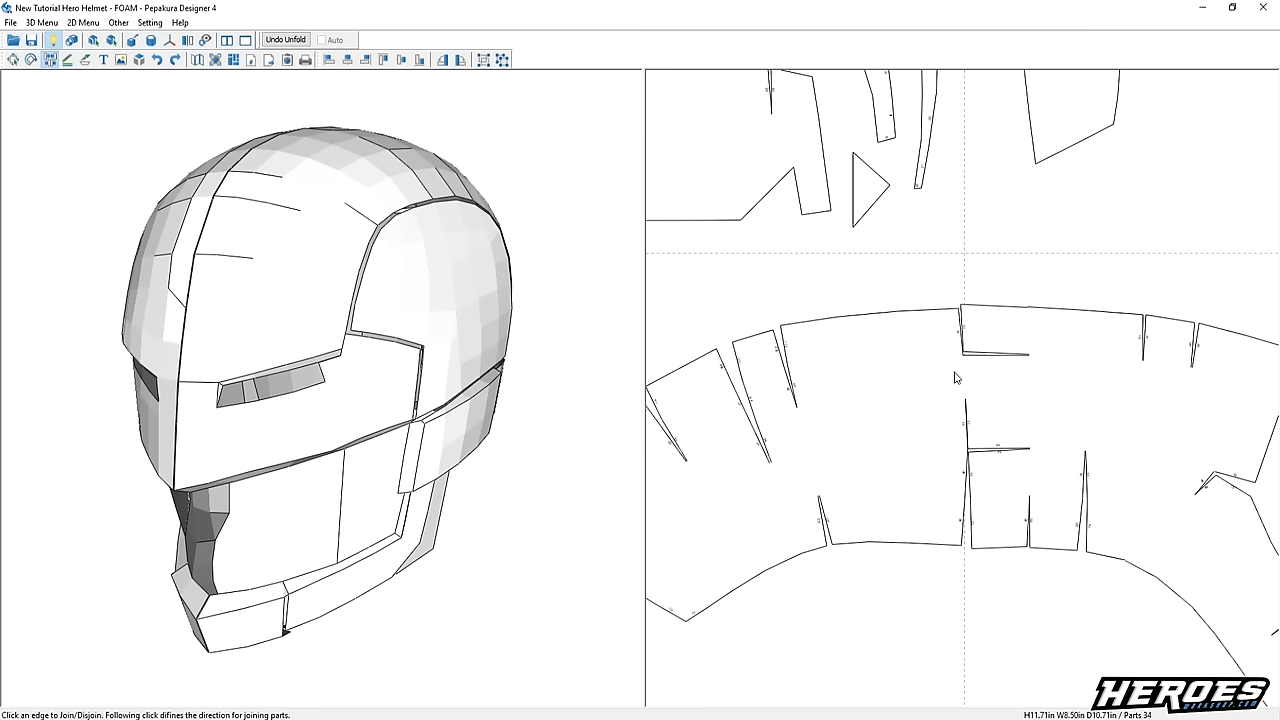 New Tutorial Hero Helmet - FOAM - Pepakura Designer 4
File 3D Menu 2D Menu Other Setting Help
Undo Unfold Auto
HEROES
WORKSHOP.COM
Click an edge to Join/Disjoin. Following click difines the direction for joining parts.
H11.71in W8.50in D10.71in / Parts 34